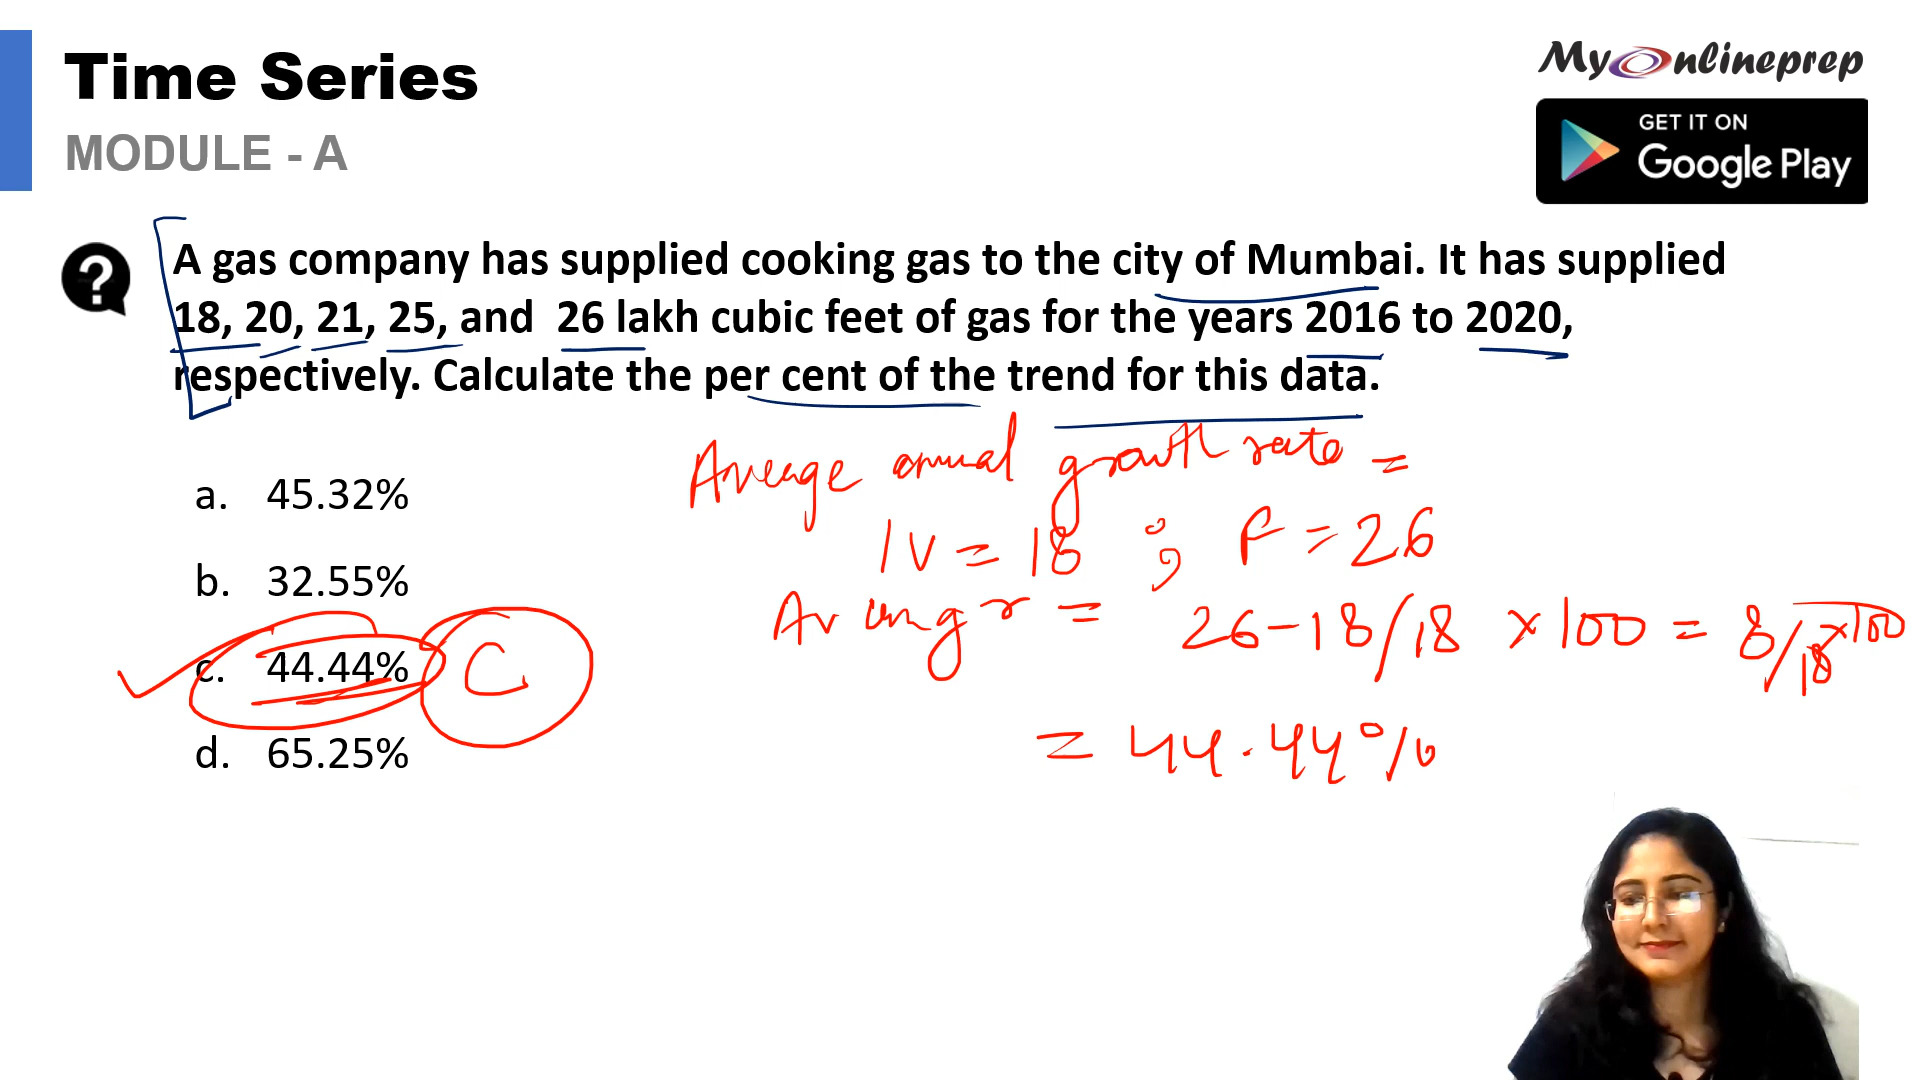 Time Series
MODULE - A
MyOnlineprep
GET IT ON
Google Play
?
A gas company has supplied cooking gas to the city of Mumbai. It has supplied
18, 20, 21, 25, and 26 lakh cubic feet of gas for the years 2016 to 2020,
respectively. Calculate the per cent of the trend for this data.
Average annual growth rate =
IV = 18 ; F = 26
Av ang r = 26-18/18 × 100 = 8/18 × 100
= 44.44%
a. 45.32%
b. 32.55%
c. 44.44% C
d. 65.25%